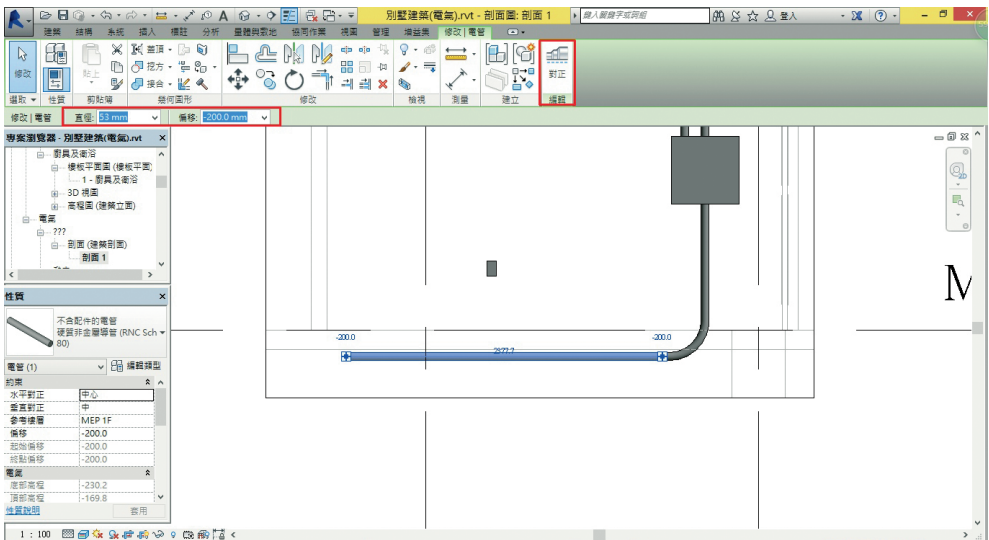 別墅建築(電氣).rvt - 剖面圖: 剖面 1
鍵入關鍵字或詞組
登入
建築 結構 系統 插入 標註 分析 量體與敷地 協同作業 視圖 管理 增益集 修改 | 電管
修改
貼上
蓋頂
挖方
接合
對正
選取 性質 剪貼簿 幾何圖形 修改 檢視 測量 建立 編輯
修改 | 電管 直徑: 53 mm 偏移: -200.0 mm
專案瀏覽器 - 別墅建築(電氣).rvt
廚具及衛浴
樓板平面圖 (樓板平面)
1 - 廚具及衛浴
3D 視圖
高程圖 (建築立面)
電氣
???
剖面 (建築剖面)
剖面 1
性質
不含配件的電管
硬質非金屬導管 (RNC Sch
80)
電管 (1) 編輯類型
約束
水平對正 中心
垂直對正 中
參考樓層 MEP 1F
偏移 -200.0
起始偏移 -200.0
終點偏移 -200.0
電氣
底部高程 -230.2
頂部高程 -169.8
性質說明 套用
-200.0 -200.0
2977.7
M
1 : 100